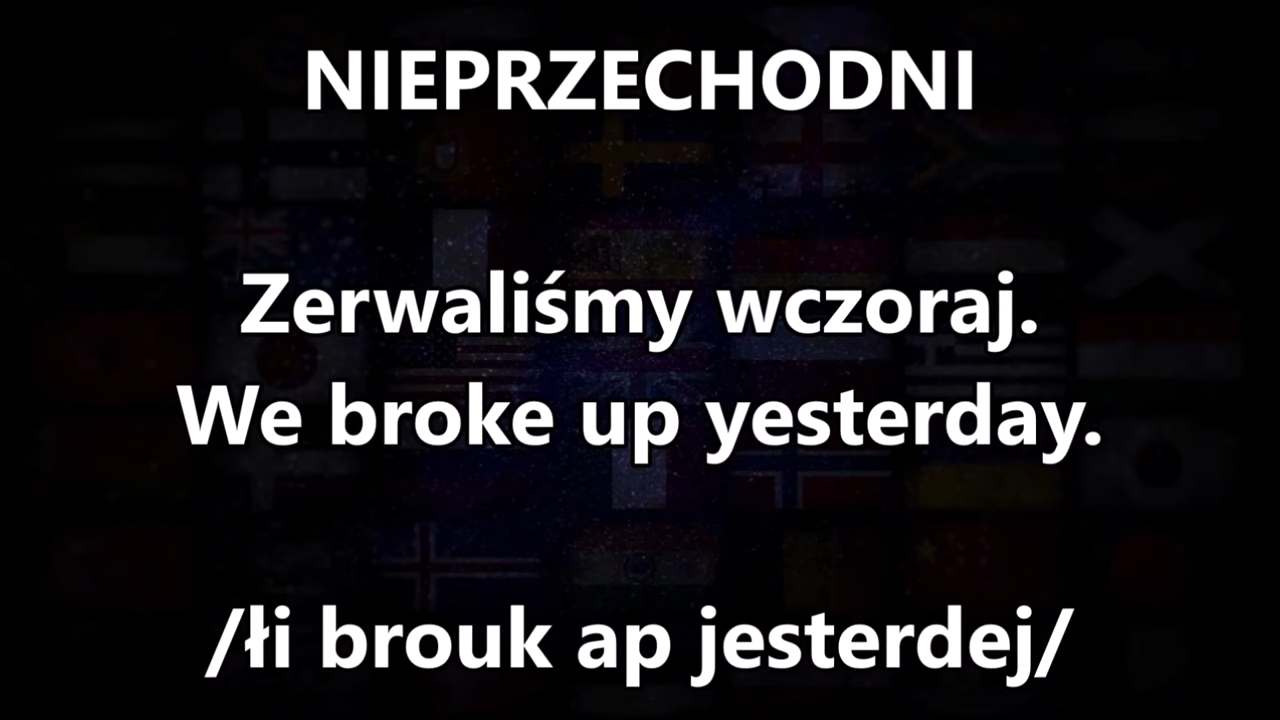 NIEPRZECHODNI
Zerwaliśmy wczoraj.
We broke up yesterday.
/łi brouk ap jesterdej/